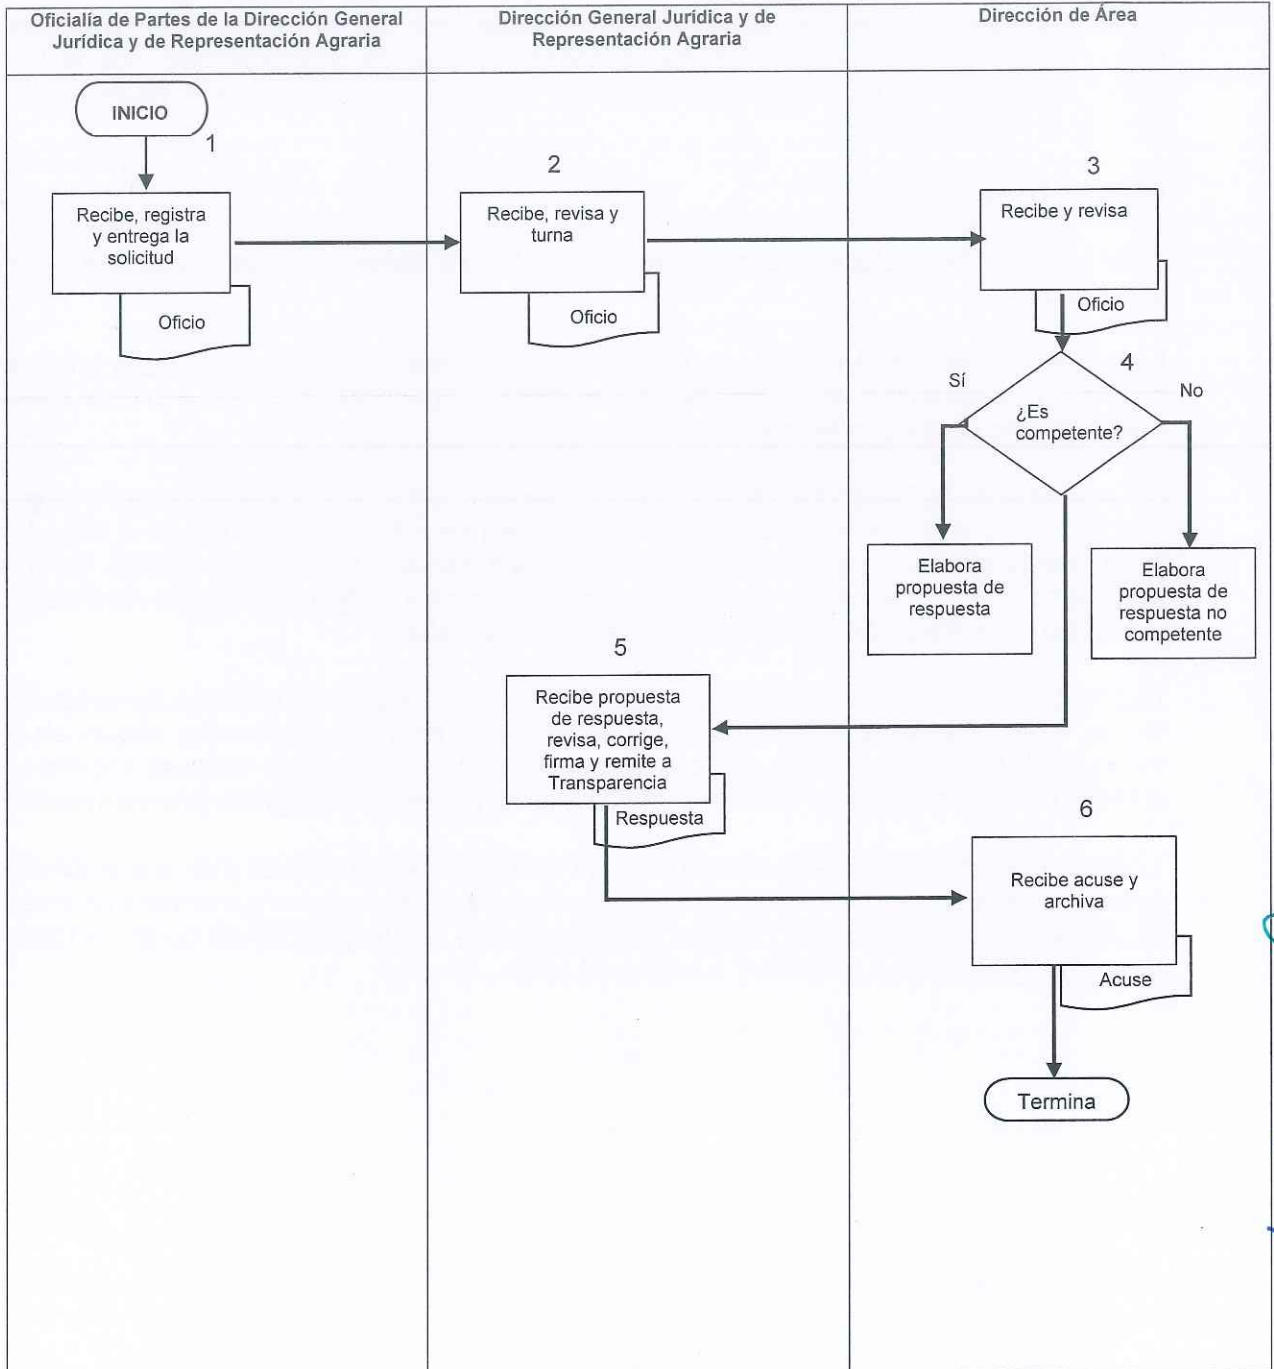 Oficialía de Partes de la Dirección General
Jurídica y de Representación Agraria
Dirección General Jurídica y de
Representación Agraria
Dirección de Área
INICIO
1
Recibe, registra
y entrega la
solicitud
Oficio
2
Recibe, revisa y
turna
Oficio
3
Recibe y revisa
Oficio
4
¿Es
competente?
Sí
No
Elabora
propuesta de
respuesta
Elabora
propuesta de
respuesta no
competente
5
Recibe propuesta
de respuesta,
revisa, corrige,
firma y remite a
Transparencia
Respuesta
6
Recibe acuse y
archiva
Acuse
Termina